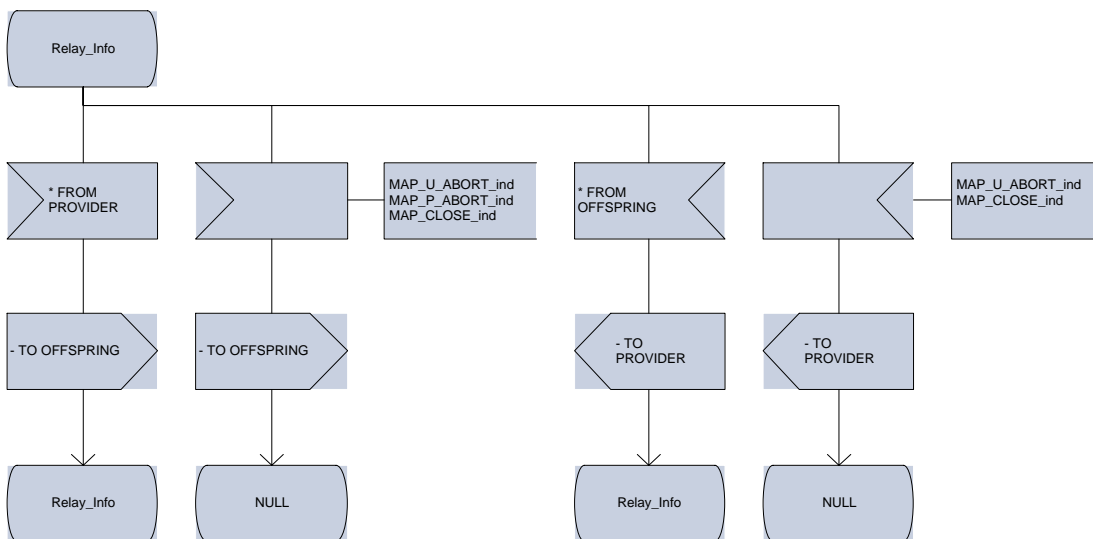 Relay_Info
* FROM
PROVIDER
MAP_U_ABORT_ind
MAP_P_ABORT_ind
MAP_CLOSE_ind
* FROM
OFFSPRING
MAP_U_ABORT_ind
MAP_CLOSE_ind
- TO OFFSPRING
- TO OFFSPRING
- TO
PROVIDER
- TO
PROVIDER
Relay_Info
NULL
Relay_Info
NULL